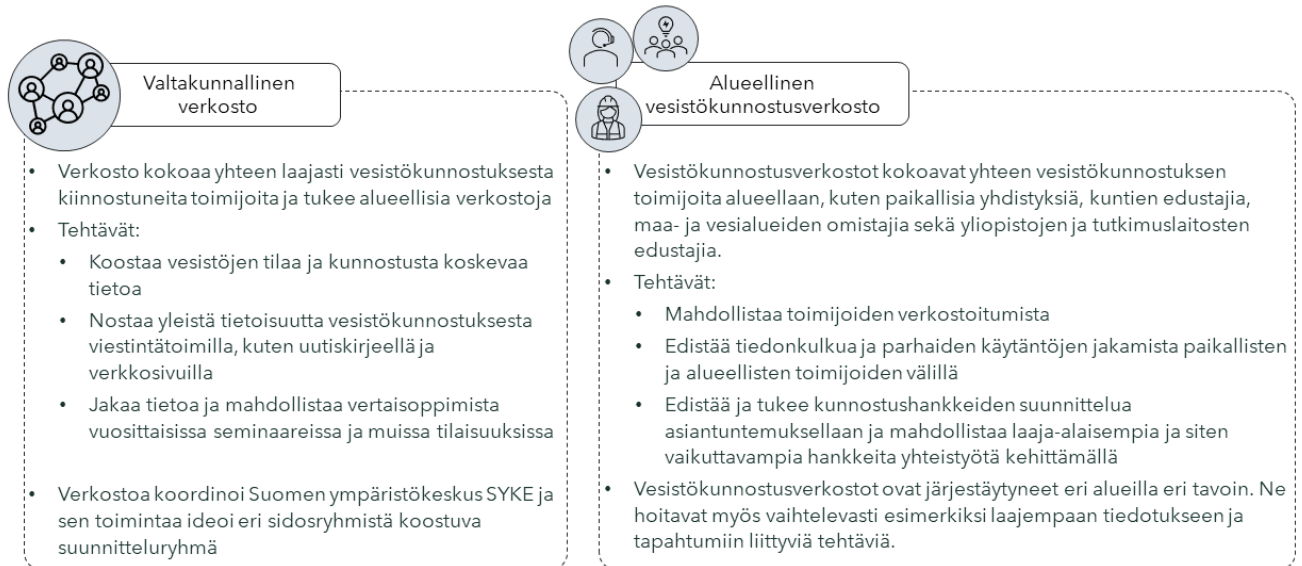 Valtakunnallinen
verkosto
• Verkosto kokoaa yhteen laajasti vesistökunnostuksesta
kiinnostuneita toimijoita ja tukee alueellisia verkostoja
• Tehtävät:
• Koostaa vesistöjen tilaa ja kunnostusta koskevaa
tietoa
• Nostaa yleistä tietoisuutta vesistökunnostuksesta
viestintätoimilla, kuten uutiskirjeellä ja
verkkosivuilla
• Jakaa tietoa ja mahdollistaa vertaisoppimista
vuosittaisissa seminaareissa ja muissa tilaisuuksissa
• Verkostoa koordinoi Suomen ympäristökeskus SYKE ja
sen toimintaa ideoi eri sidosryhmistä koostuva
suunnitteluryhmä
Alueellinen
vesistökunnostusverkosto
• Vesistökunnostusverkostot kokoavat yhteen vesistökunnostuksen
toimijoita alueellaan, kuten paikallisia yhdistyksiä, kuntien edustajia,
maa- ja vesialueiden omistajia sekä yliopistojen ja tutkimuslaitosten
edustajia.
• Tehtävät:
• Mahdollistaa toimijoiden verkostoitumista
• Edistää tiedonkulkua ja parhaiden käytäntöjen jakamista paikallisten
ja alueellisten toimijoiden välillä
• Edistää ja tukee kunnostushankkeiden suunnittelua
asiantuntemuksellaan ja mahdollistaa laaja-alaisempia ja siten
vaikuttavampia hankkeita yhteistyötä kehittämällä
• Vesistökunnostusverkostot ovat järjestäytyneet eri alueilla eri tavoin. Ne
hoitavat myös vaihtelevasti esimerkiksi laajempaan tiedotukseen ja
tapahtumiin liittyviä tehtäviä.